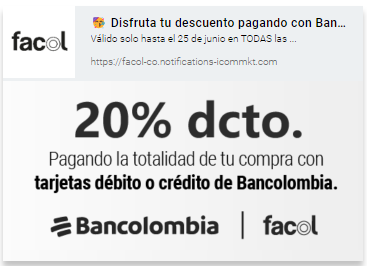 facol
Disfruta tu descuento pagando con Ban...
Válido solo hasta el 25 de junio en TODAS las ...
https://facol-co.notifications-icommkt.com
20% dcto.
Pagando la totalidad de tu compra con
tarjetas débito o crédito de Bancolombia.
Bancolombia | facol